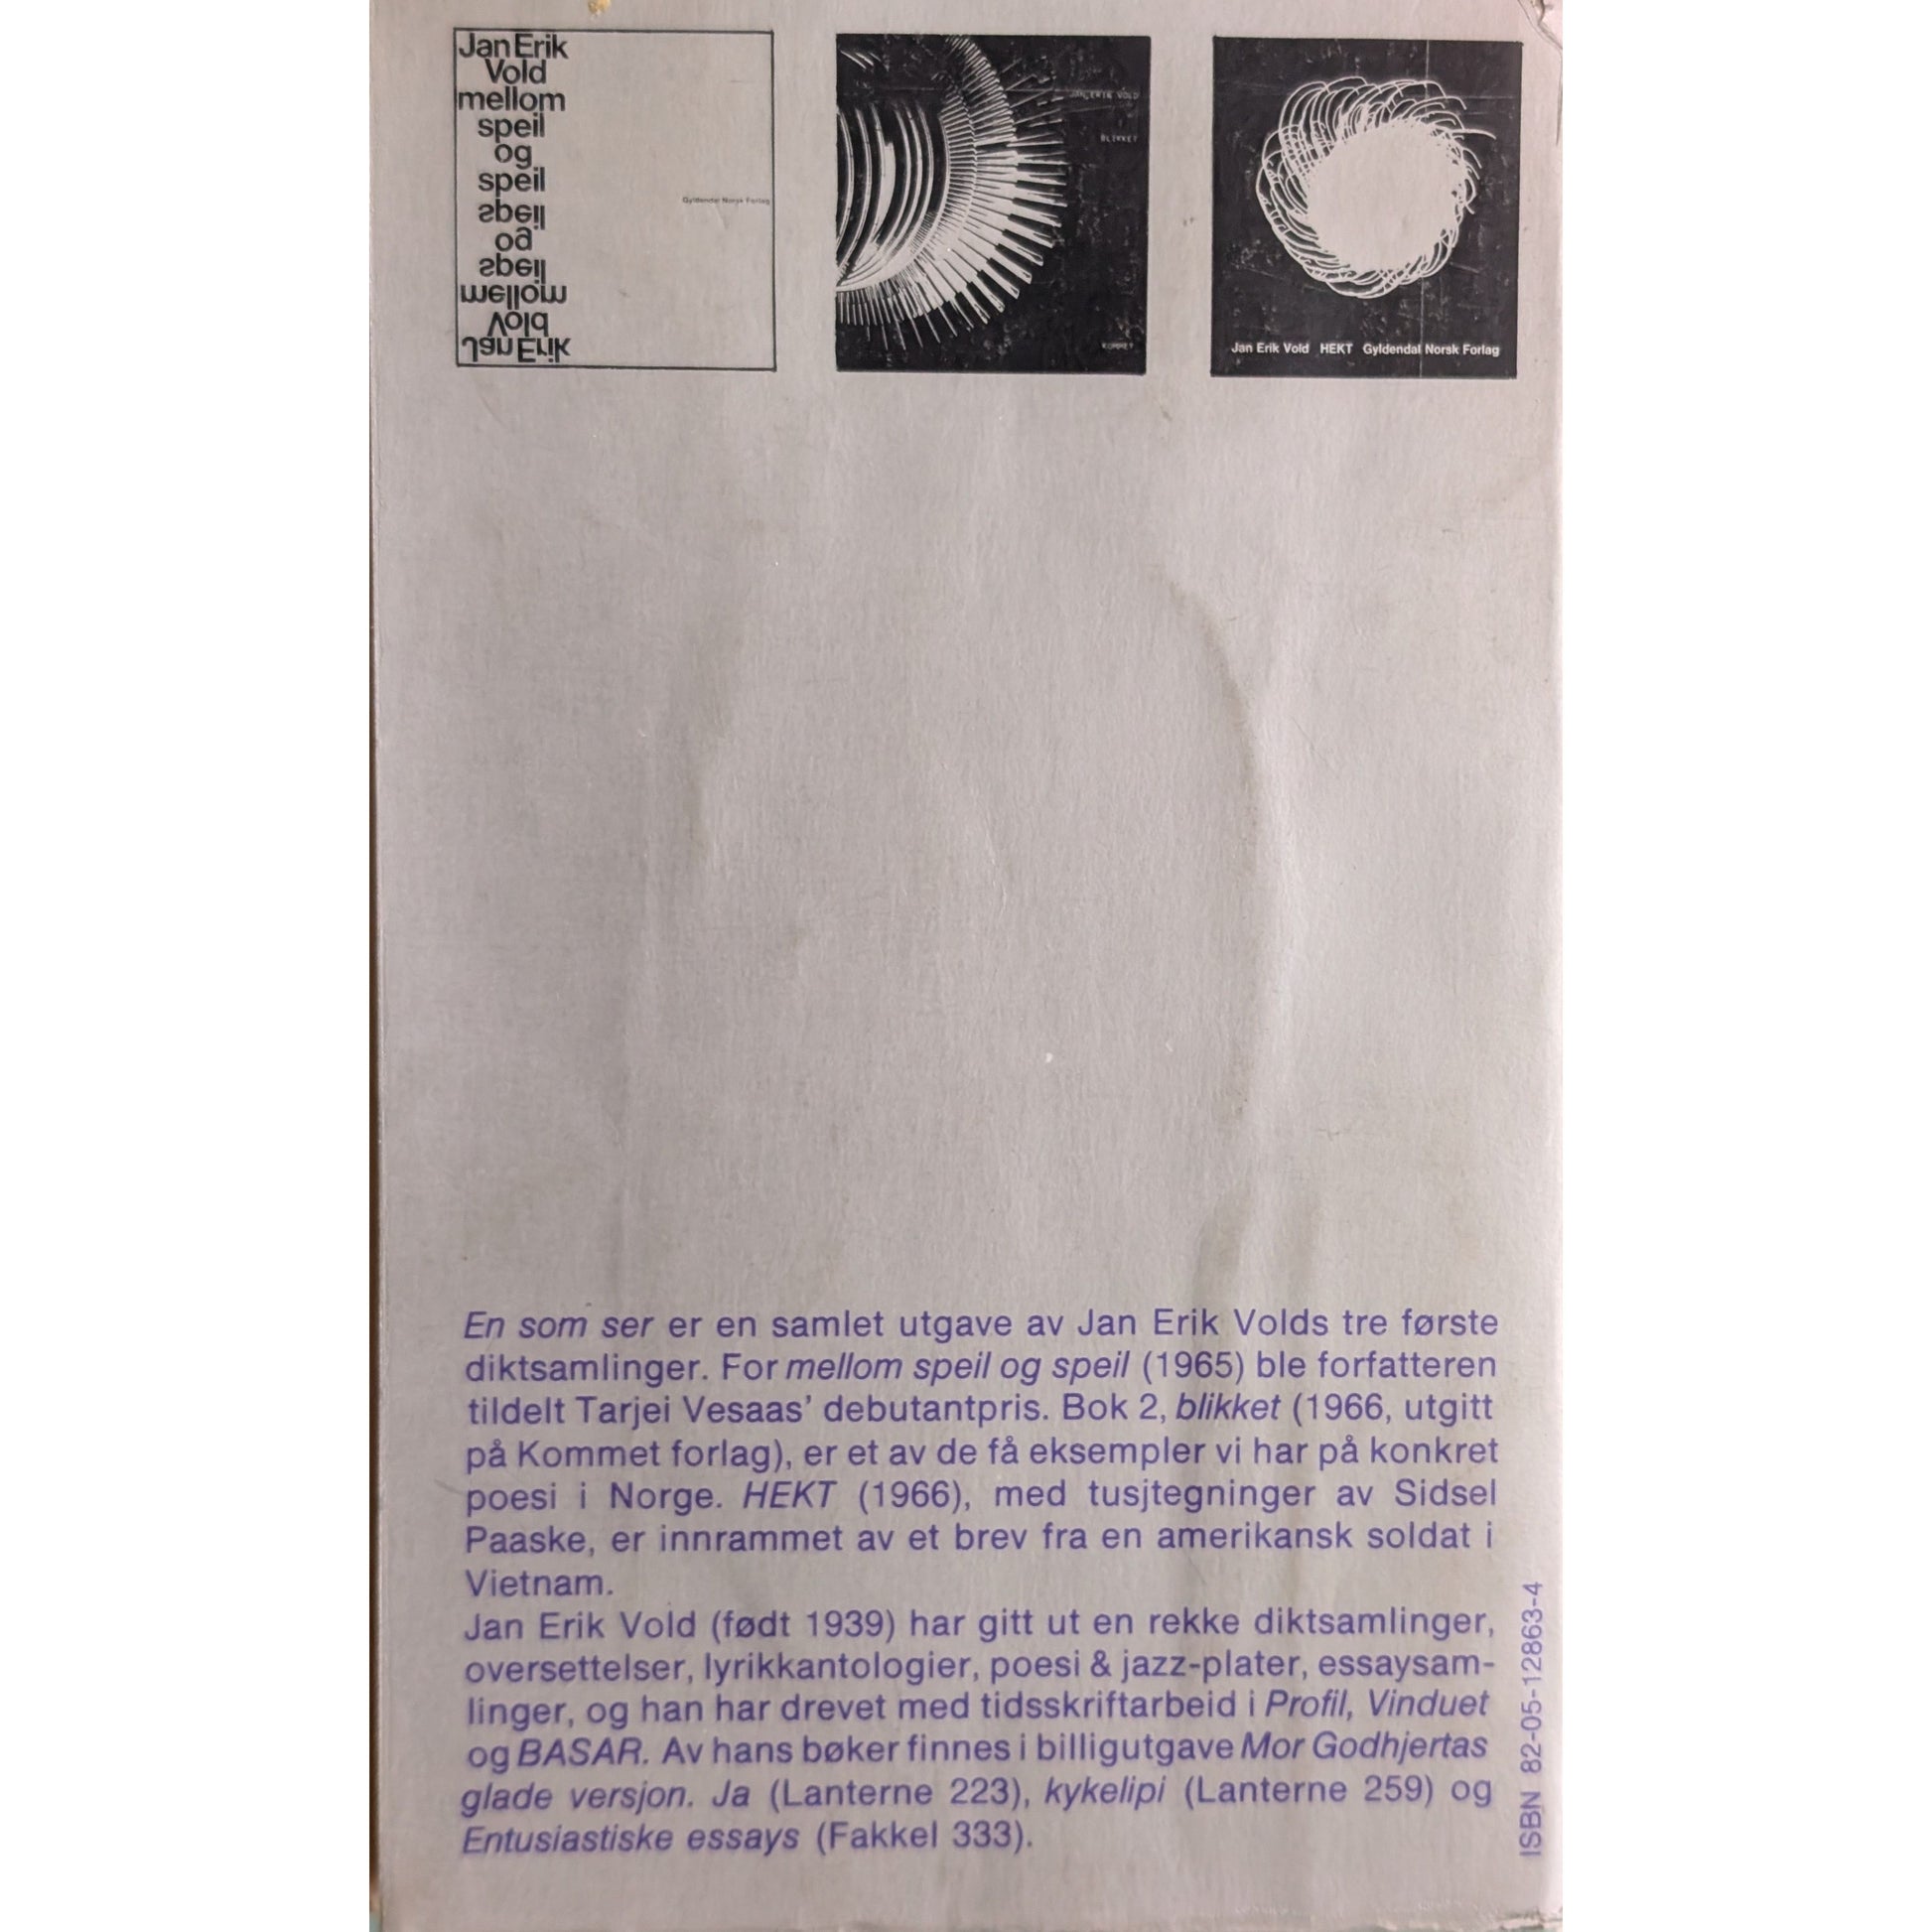 Jan Erik
Vold
mellom
speil
og
speil
speil
og
speil
mellom
Vold
Jan Erik
Gyldendal Norsk Forlag
JAN ERIK VOLD
BLIKKET
KOMMET
Jan Erik Vold HEKT Gyldendal Norsk Forlag
En som ser er en samlet utgave av Jan Erik Volds tre første
diktsamlinger. For mellom speil og speil (1965) ble forfatteren
tildelt Tarjei Vesaas’ debutantpris. Bok 2, blikket (1966, utgitt
på Kommet forlag), er et av de få eksempler vi har på konkret
poesi i Norge. HEKT (1966), med tusjtegninger av Sidsel
Paaske, er innrammet av et brev fra en amerikansk soldat i
Vietnam.
Jan Erik Vold (født 1939) har gitt ut en rekke diktsamlinger,
oversettelser, lyrikkantologier, poesi & jazz-plater, essaysam-
linger, og han har drevet med tidsskriftarbeid i Profil, Vinduet
og BASAR. Av hans bøker finnes i billigutgave Mor Godhjertas
glade versjon. Ja (Lanterne 223), kykelipi (Lanterne 259) og
Entusiastiske essays (Fakkel 333).
ISBN 82-05-12863-4